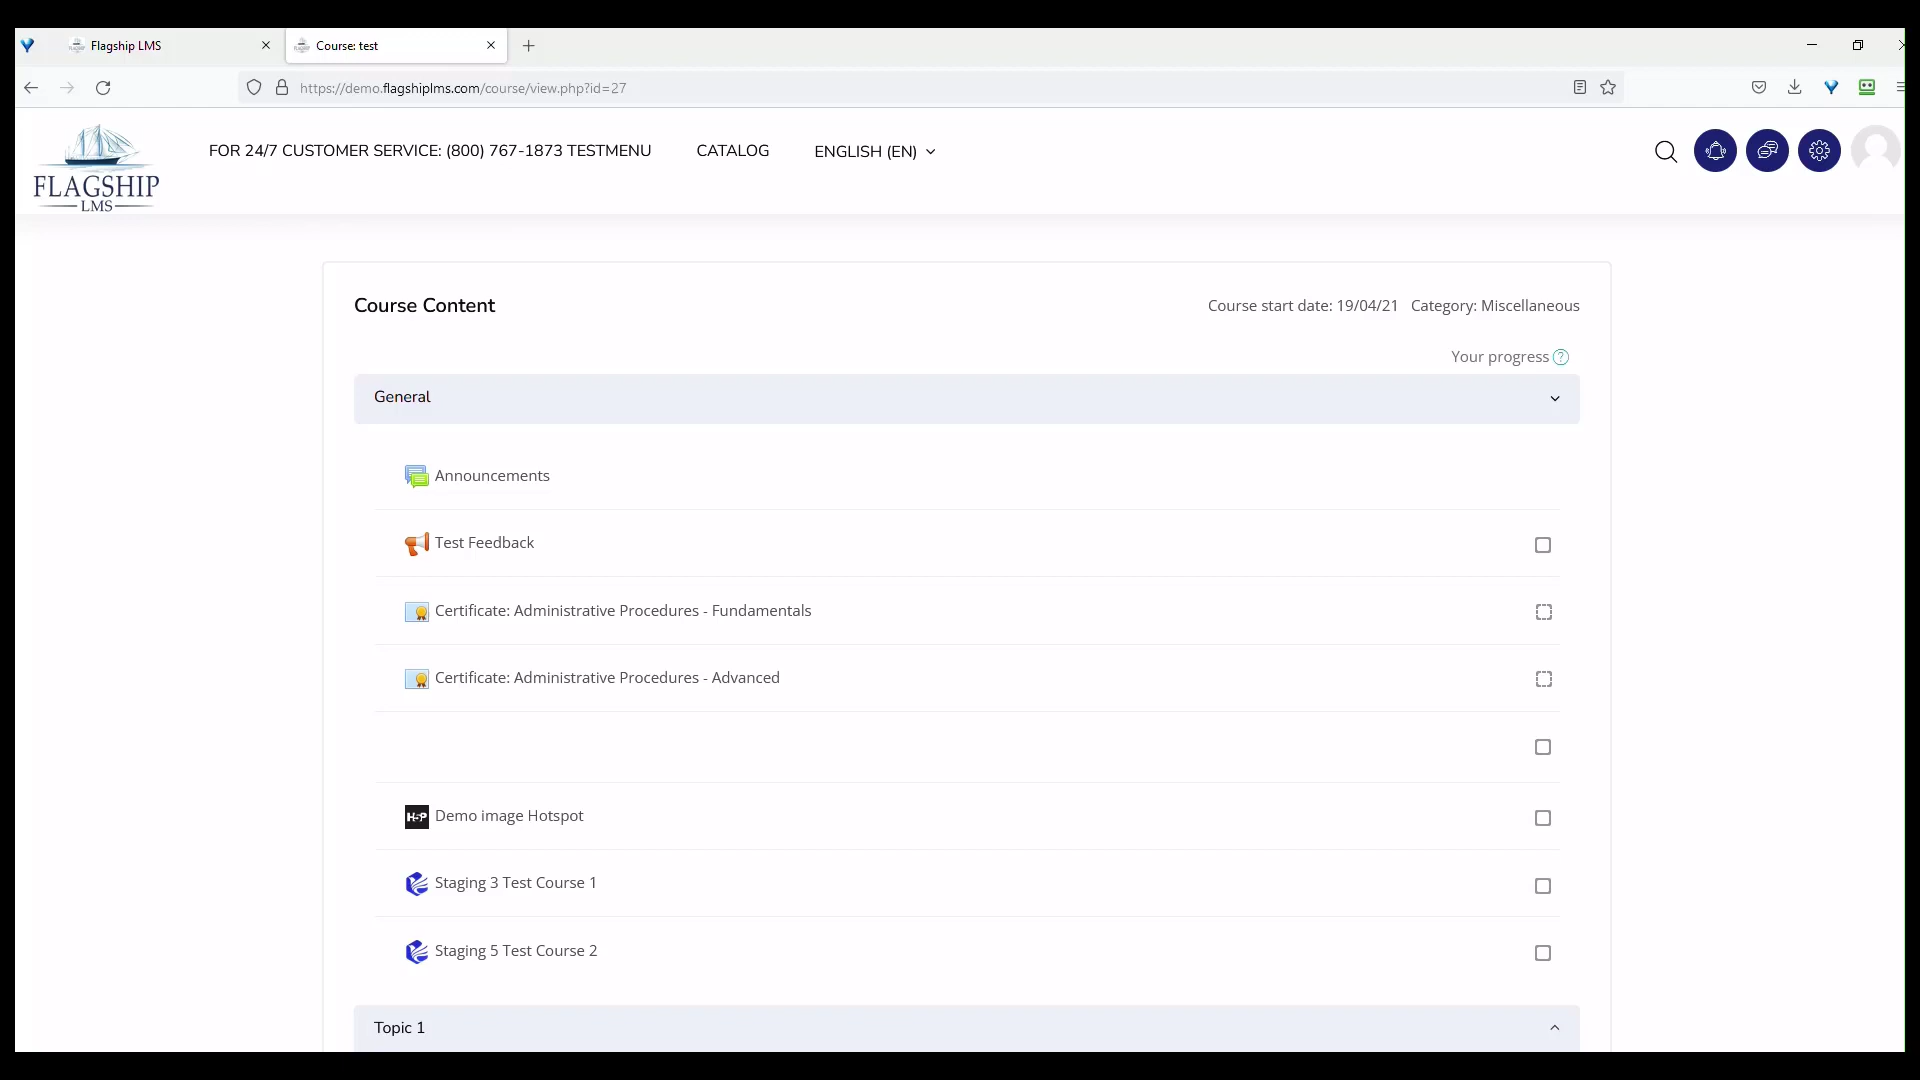 Flagship LMS
Course: test
https://demo.flagshiplms.com/course/view.php?id=27
FLAGSHIP
LMS
FOR 24/7 CUSTOMER SERVICE: (800) 767-1873 TESTMENU
CATALOG
ENGLISH (EN)
Course Content
Course start date: 19/04/21 Category: Miscellaneous
Your progress
General
Announcements
Test Feedback
Certificate: Administrative Procedures - Fundamentals
Certificate: Administrative Procedures - Advanced
H5P Demo image Hotspot
Staging 3 Test Course 1
Staging 5 Test Course 2
Topic 1